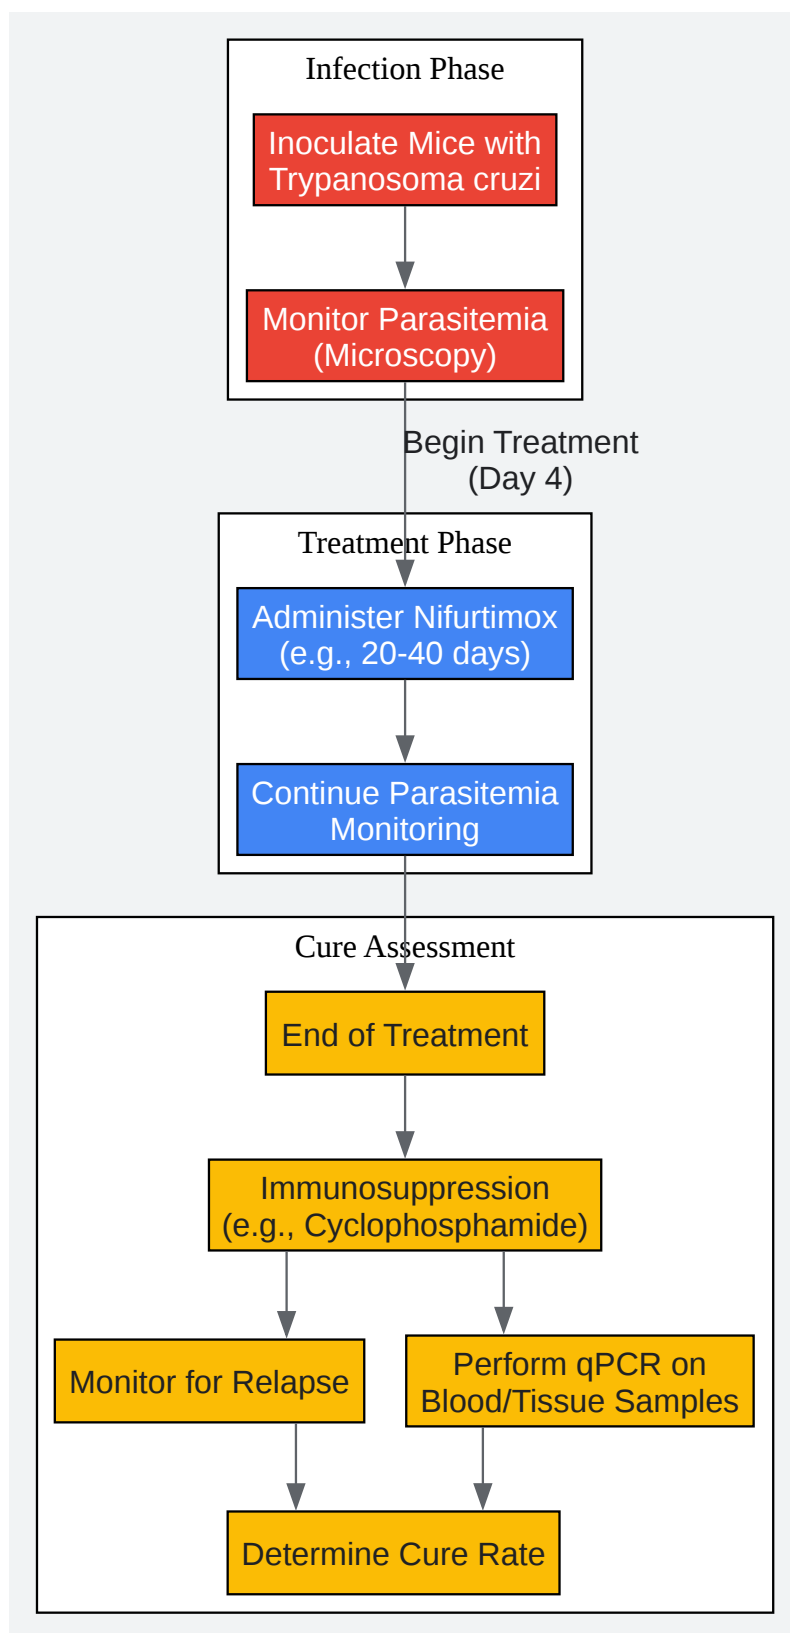 Infection Phase
Inoculate Mice with
Trypanosoma cruzi
Monitor Parasitemia
(Microscopy)
Begin Treatment
(Day 4)
Treatment Phase
Administer Nifurtimox
(e.g., 20-40 days)
Continue Parasitemia
Monitoring
Cure Assessment
End of Treatment
Immunosuppression
(e.g., Cyclophosphamide)
Monitor for Relapse
Perform qPCR on
Blood/Tissue Samples
Determine Cure Rate